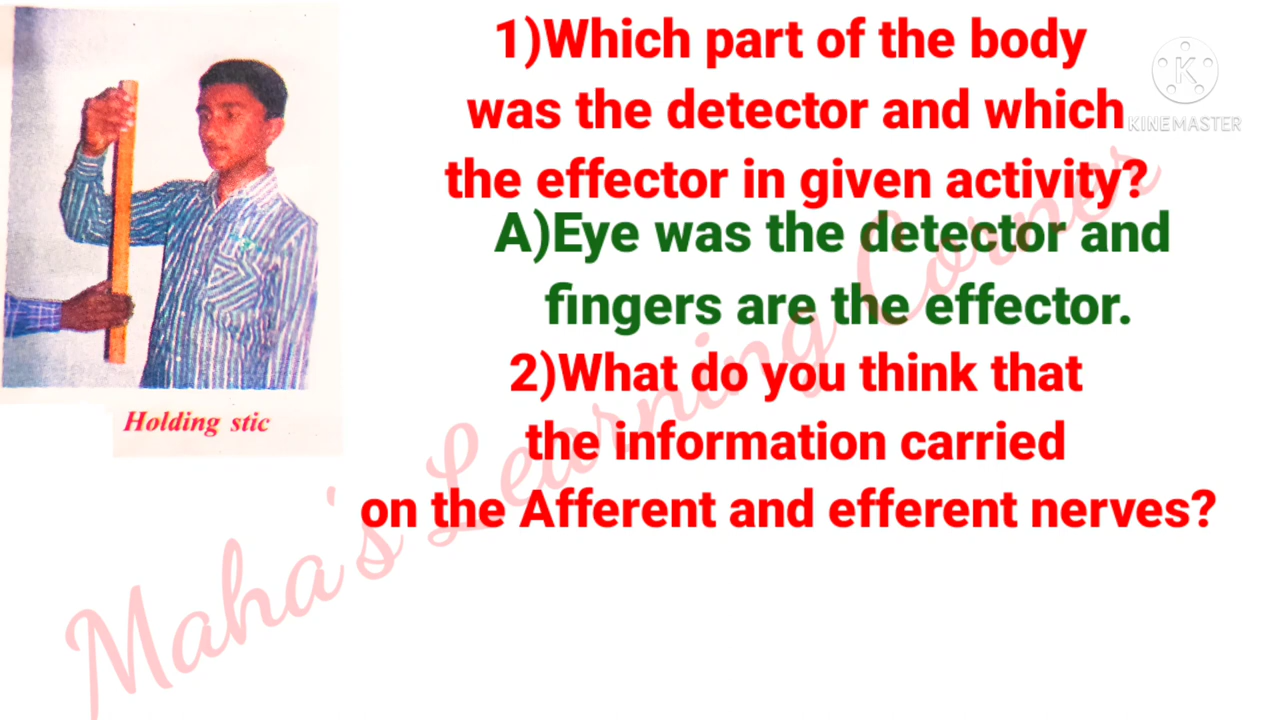 1)Which part of the body
was the detector and which
the effector in given activity?
A)Eye was the detector and
fingers are the effector.
2)What do you think that
the information carried
on the Afferent and efferent nerves?
Holding stic
K
KINEMASTER
Maha's Learning Corner